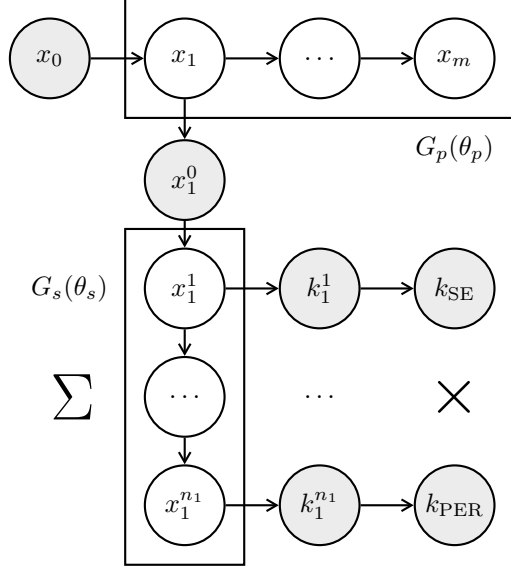 x_0 x_1 ⋯ x_m
G_p(θ_p)
x_1^0
G_s(θ_s) x_1^1 k_1^1 k_SE
∑ ⋯ ⋯ ×
x_1^{n_1} k_1^{n_1} k_PER